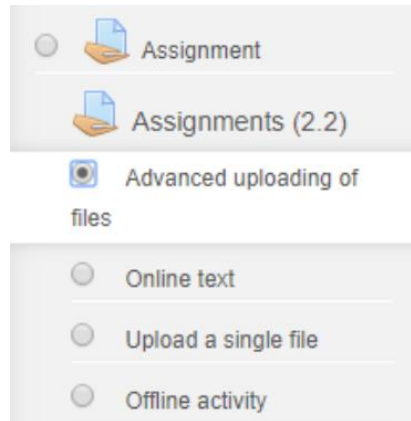 Assignment
Assignments (2.2)
Advanced uploading of
files
Online text
Upload a single file
Offline activity